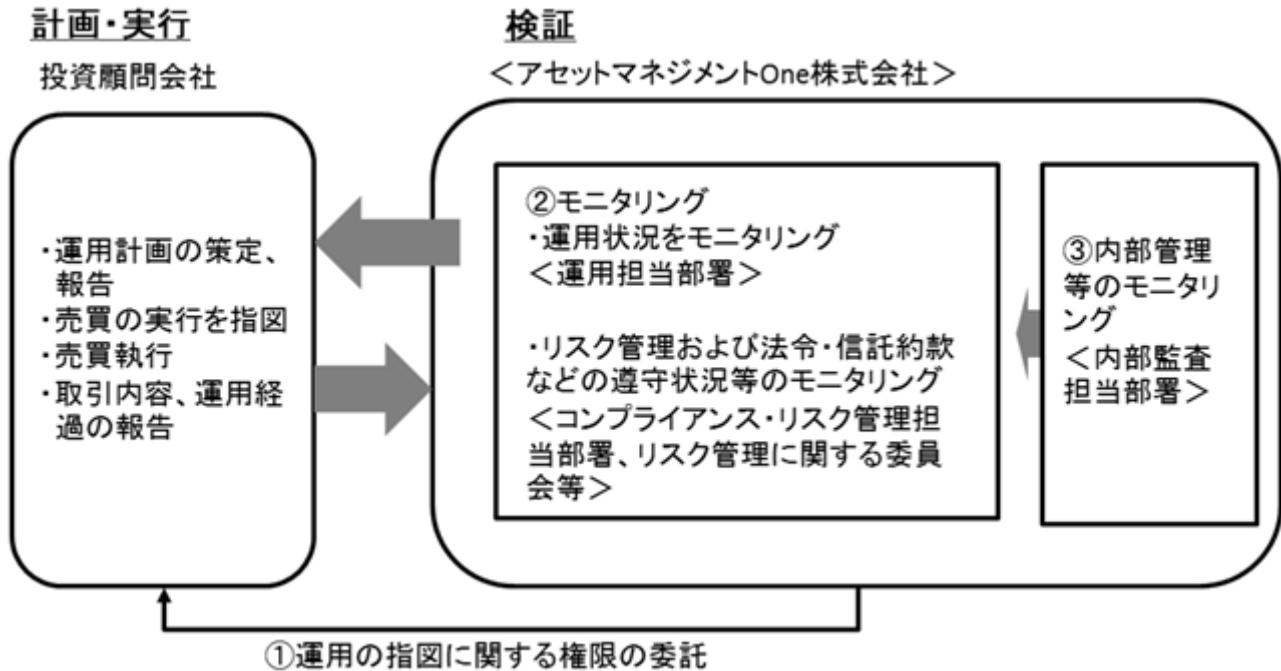 計画・実行
投資顧問会社
・運用計画の策定、
報告
・売買の実行を指図
・売買執行
・取引内容、運用経
過の報告
検証
＜アセットマネジメントOne株式会社＞
②モニタリング
・運用状況をモニタリング
＜運用担当部署＞
・リスク管理および法令・信託約款
などの遵守状況等のモニタリング
＜コンプライアンス・リスク管理担
当部署、リスク管理に関する委員
会等＞
③内部管理
等のモニタリ
ング
＜内部監査
担当部署＞
①運用の指図に関する権限の委託